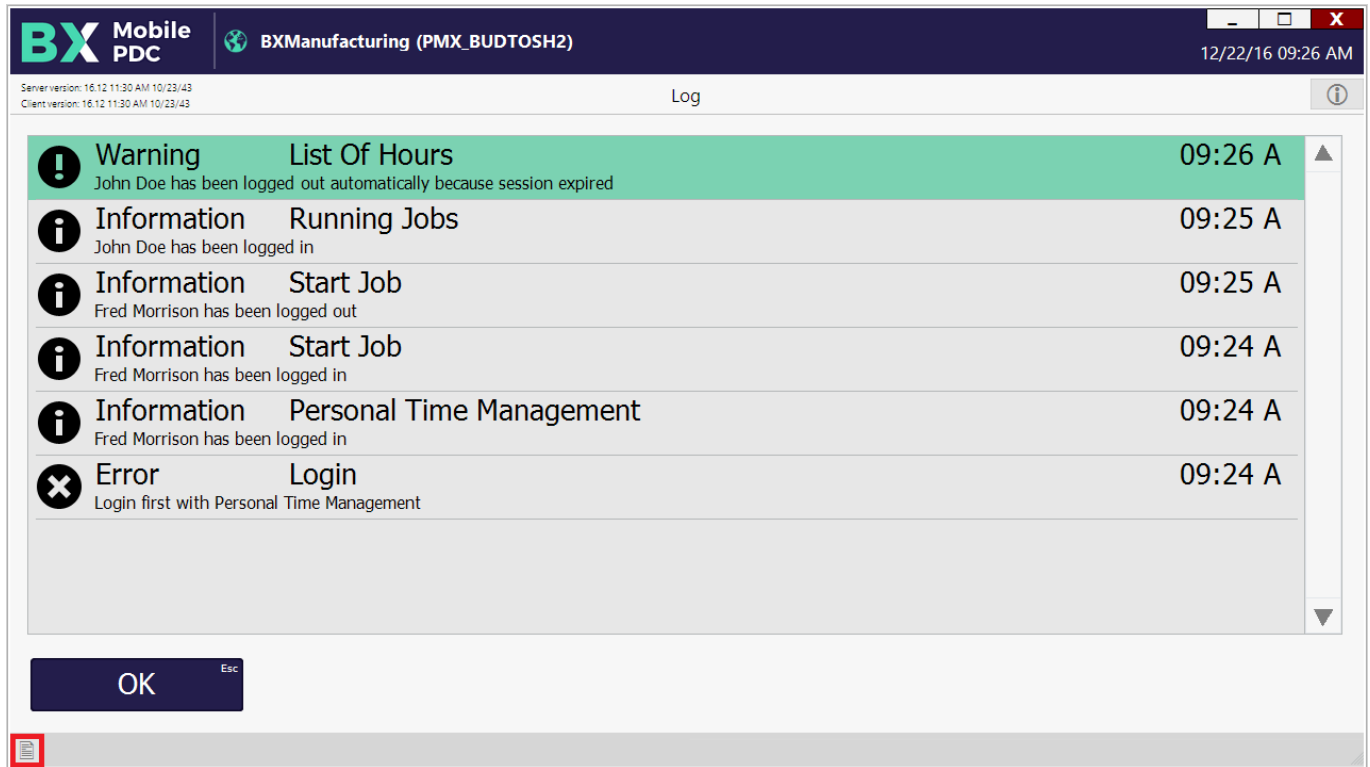 BX Mobile PDC
BXManufacturing (PMX_BUDTOSH2)
X
12/22/16 09:26 AM
Server version: 16.12 11:30 AM 10/23/43
Client version: 16.12 11:30 AM 10/23/43
Log
Warning List Of Hours 09:26 A
John Doe has been logged out automatically because session expired
Information Running Jobs 09:25 A
John Doe has been logged in
Information Start Job 09:25 A
Fred Morrison has been logged out
Information Start Job 09:24 A
Fred Morrison has been logged in
Information Personal Time Management 09:24 A
Fred Morrison has been logged in
Error Login 09:24 A
Login first with Personal Time Management
OK Esc